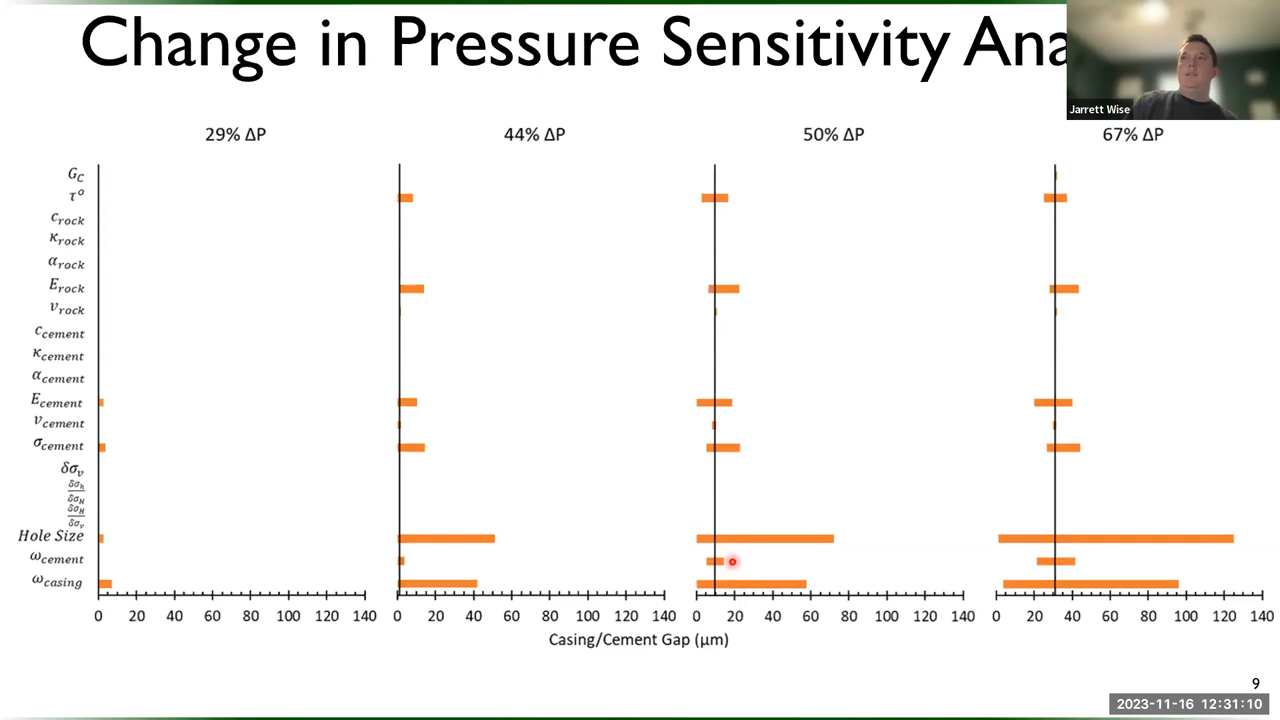 Change in Pressure Sensitivity Ana
Jarrett Wise
29% ΔP 44% ΔP 50% ΔP 67% ΔP
G_C
τ^o
c_rock
κ_rock
α_rock
E_rock
ν_rock
c_cement
κ_cement
α_cement
E_cement
ν_cement
σ_cement
δσ_v
δσ_h/δσ_H
δσ_H/δσ_v
Hole Size
ω_cement
ω_casing
0 20 40 60 80 100 120 140 0 20 40 60 80 100 120 140 0 20 40 60 80 100 120 140 0 20 40 60 80 100 120 140
Casing/Cement Gap (μm)
9
2023-11-16 12:31:10